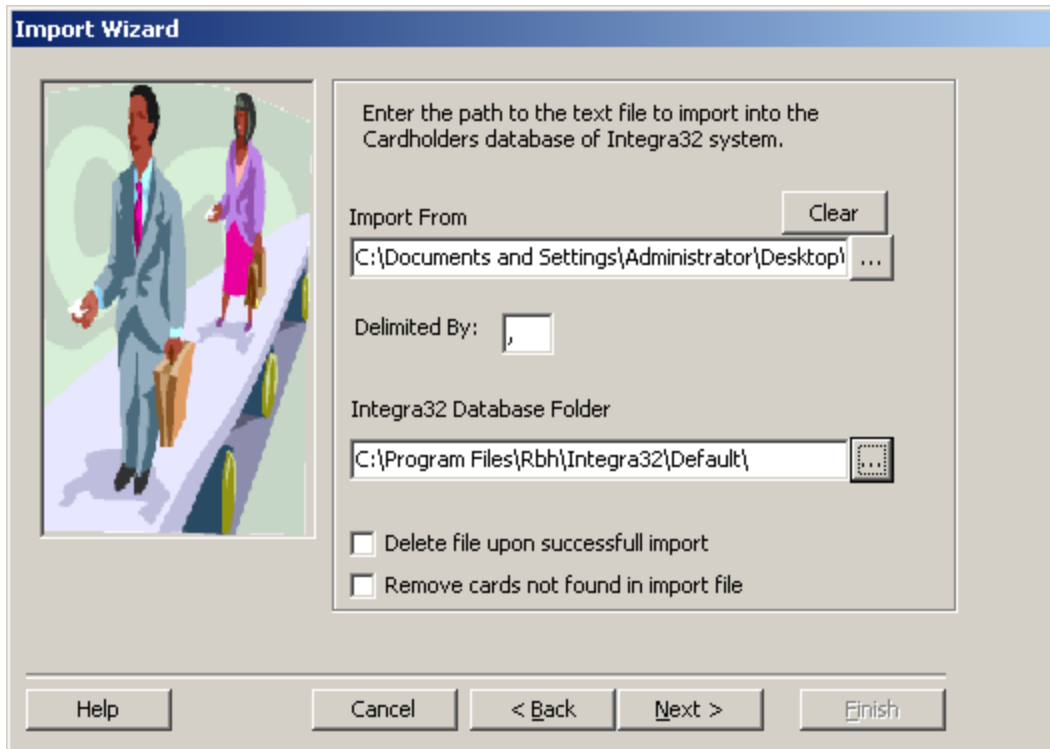 Import Wizard
Enter the path to the text file to import into the
Cardholders database of Integra32 system.
Clear
Import From
C:\Documents and Settings\Administrator\Desktop\
...
Delimited By:
,
Integra32 Database Folder
C:\Program Files\Rbh\Integra32\Default\
...
Delete file upon successfull import
Remove cards not found in import file
Help
Cancel
< Back
Next >
Finish